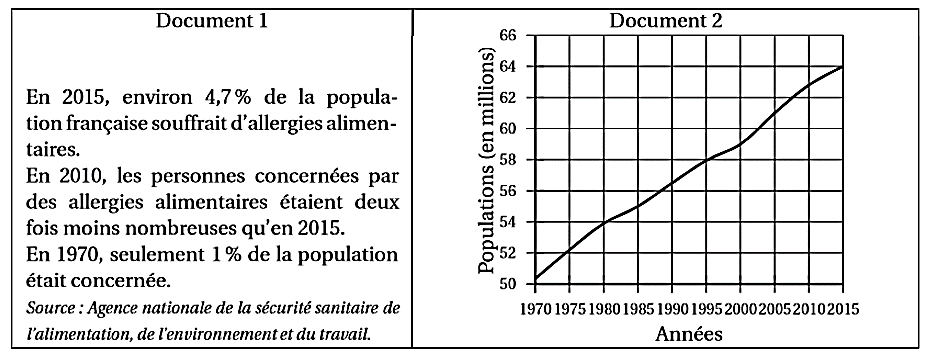 Document 1
En 2015, environ 4,7 % de la popula-
tion française souffrait d'allergies alimen-
taires.
En 2010, les personnes concernées par
des allergies alimentaires étaient deux
fois moins nombreuses qu'en 2015.
En 1970, seulement 1 % de la population
était concernée.
Source : Agence nationale de la sécurité sanitaire de
l'alimentation, de l'environnement et du travail.
Document 2
Populations (en millions)
66
64
62
60
58
56
54
52
50
1970 1975 1980 1985 1990 1995 2000 2005 2010 2015
Années